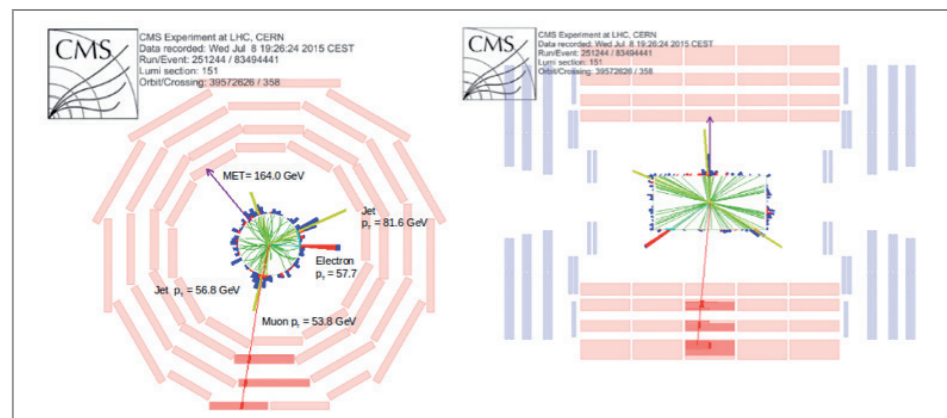 CMS
CMS Experiment at LHC, CERN
Data recorded: Wed Jul 8 19:26:24 2015 CEST
Run/Event: 251244 / 83494441
Lumi section: 151
Orbit/Crossing: 39572626 / 358
MET= 164.0 GeV
Jet
pT = 81.6 GeV
Electron
pT = 57.7
Jet pT = 56.8 GeV
Muon pT = 53.8 GeV
CMS
CMS Experiment at LHC, CERN
Data recorded: Wed Jul 8 19:26:24 2015 CEST
Run/Event: 251244 / 83494441
Lumi section: 151
Orbit/Crossing: 39572626 / 358